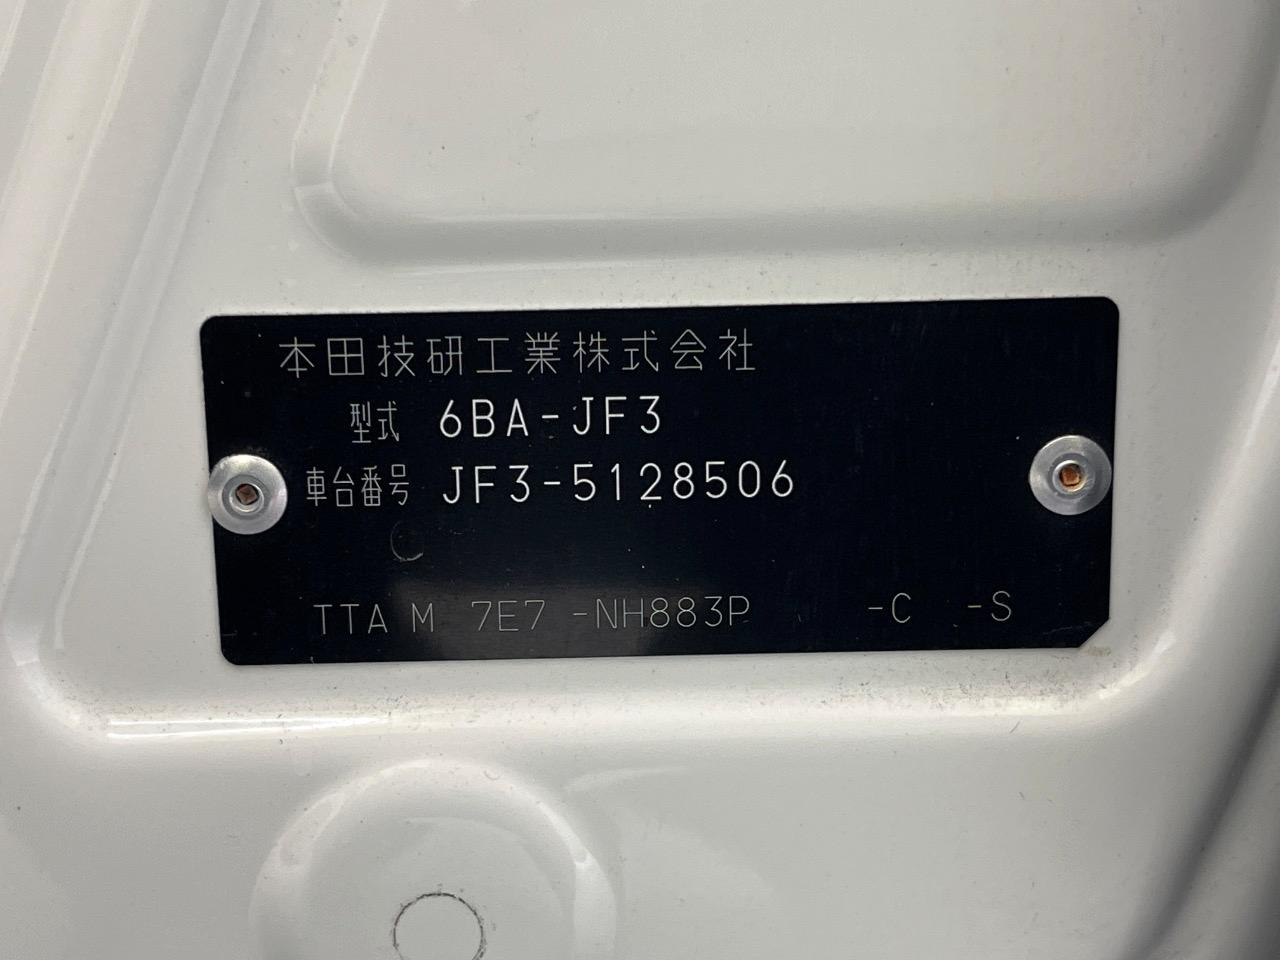 本田技研工業株式会社
型式 6BA-JF3
車台番号 JF3-5128506
TTA M 7E7 -NH883P -C -S